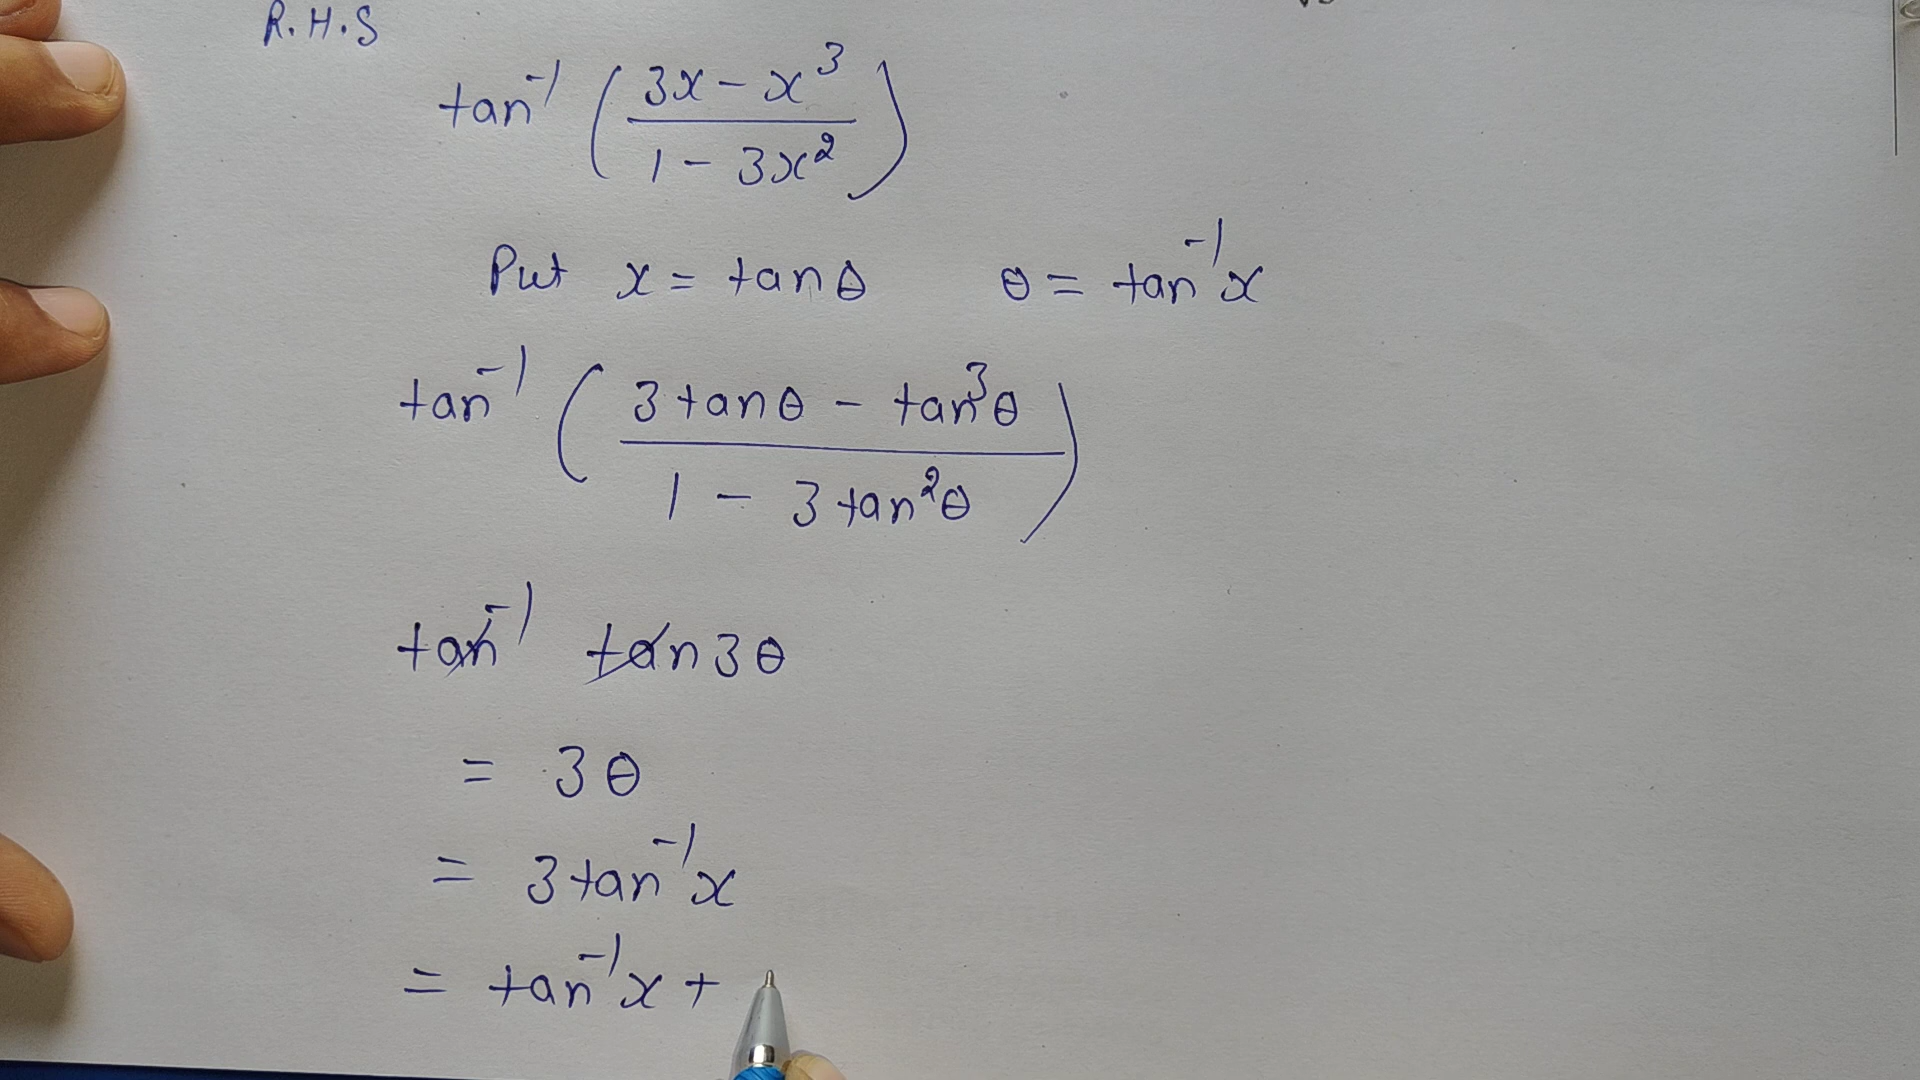 R.H.S
tan⁻¹ ( (3x - x³) / (1 - 3x²) )
Put x = tanθ θ = tan⁻¹x
tan⁻¹ ( (3tanθ - tan³θ) / (1 - 3tan²θ) )
tan⁻¹ tan3θ
= 3θ
= 3tan⁻¹x
= tan⁻¹x +